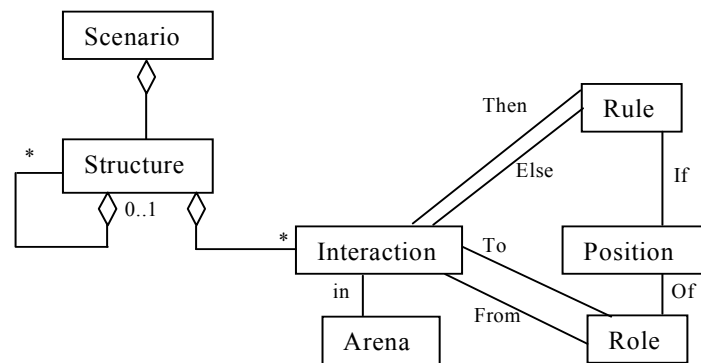 Scenario
Then
Rule
*
Structure
Else
If
0..1
*
Interaction
To
Position
in
Of
From
Arena
Role